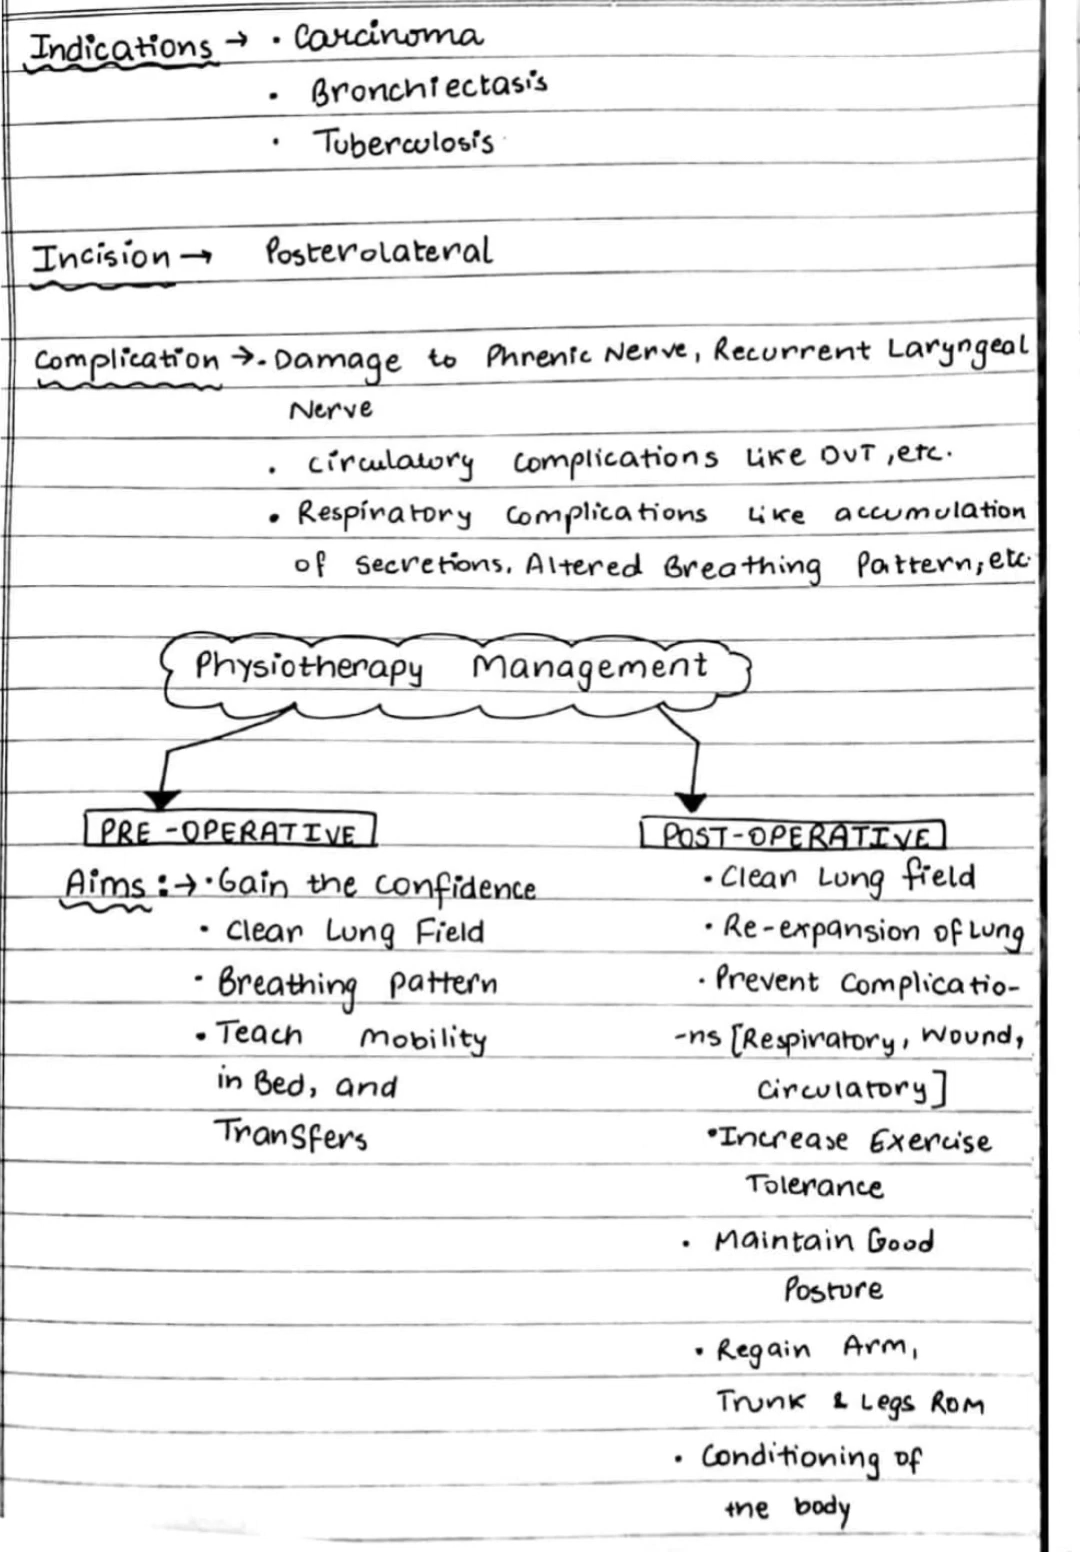 Indications → • Carcinoma
• Bronchiectasis
• Tuberculosis
Incision → Posterolateral
Complication → • Damage to Phrenic Nerve, Recurrent Laryngeal
Nerve
• Circulatory Complications Like DVT, etc.
• Respiratory Complications Like accumulation
of Secretions. Altered Breathing Pattern, etc.
Physiotherapy Management
PRE-OPERATIVE
Aims :→ • Gain the Confidence
• Clear Lung Field
• Breathing pattern
• Teach Mobility
in Bed, and
Transfers
POST-OPERATIVE
• Clear Lung field
• Re-expansion of Lung
• Prevent Complicatio-
-ns [Respiratory, Wound,
Circulatory]
• Increase Exercise
Tolerance
• Maintain Good
Posture
• Regain Arm,
Trunk & Legs ROM
• Conditioning of
the body